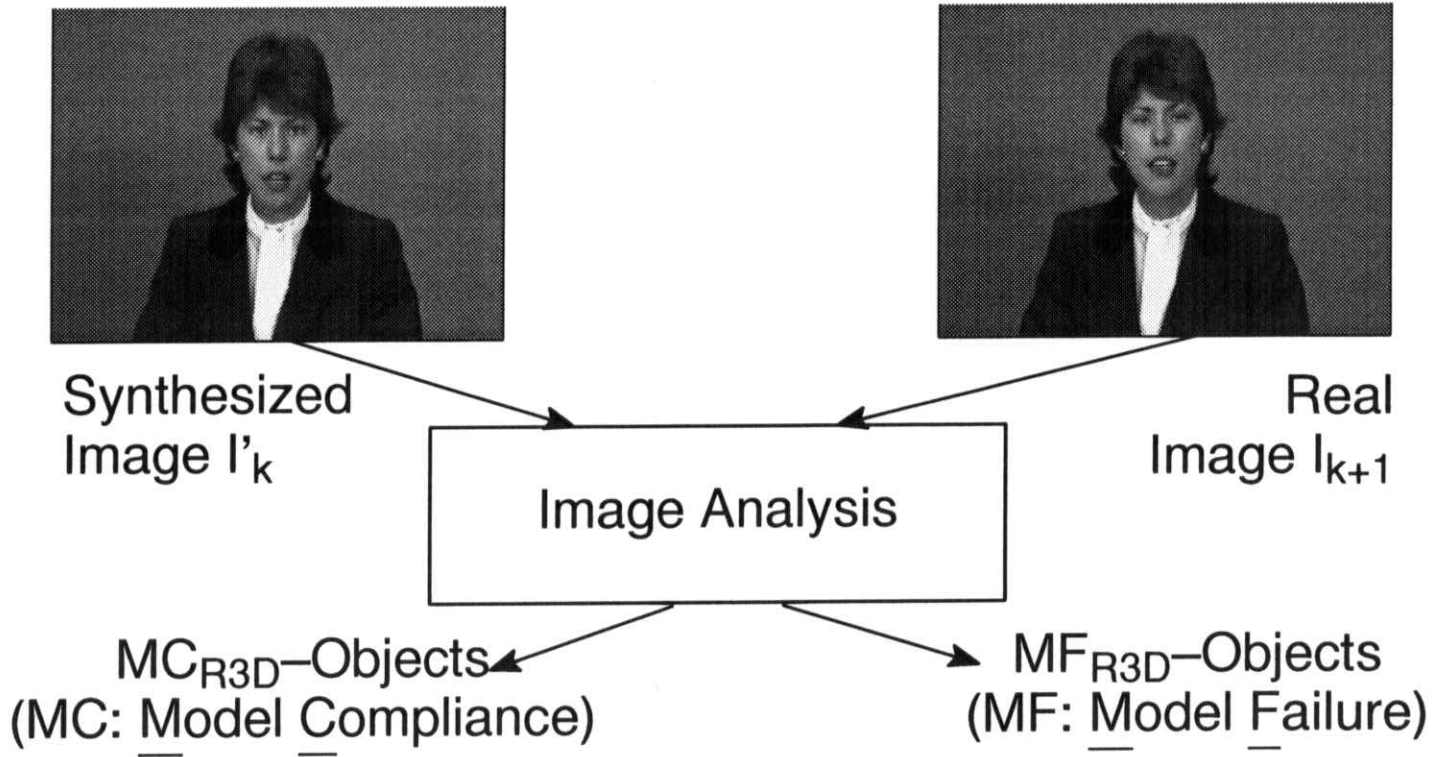 Synthesized
Image I'k
Real
Image Ik+1
Image Analysis
MCR3D–Objects
(MC: Model Compliance)
MFR3D–Objects
(MF: Model Failure)